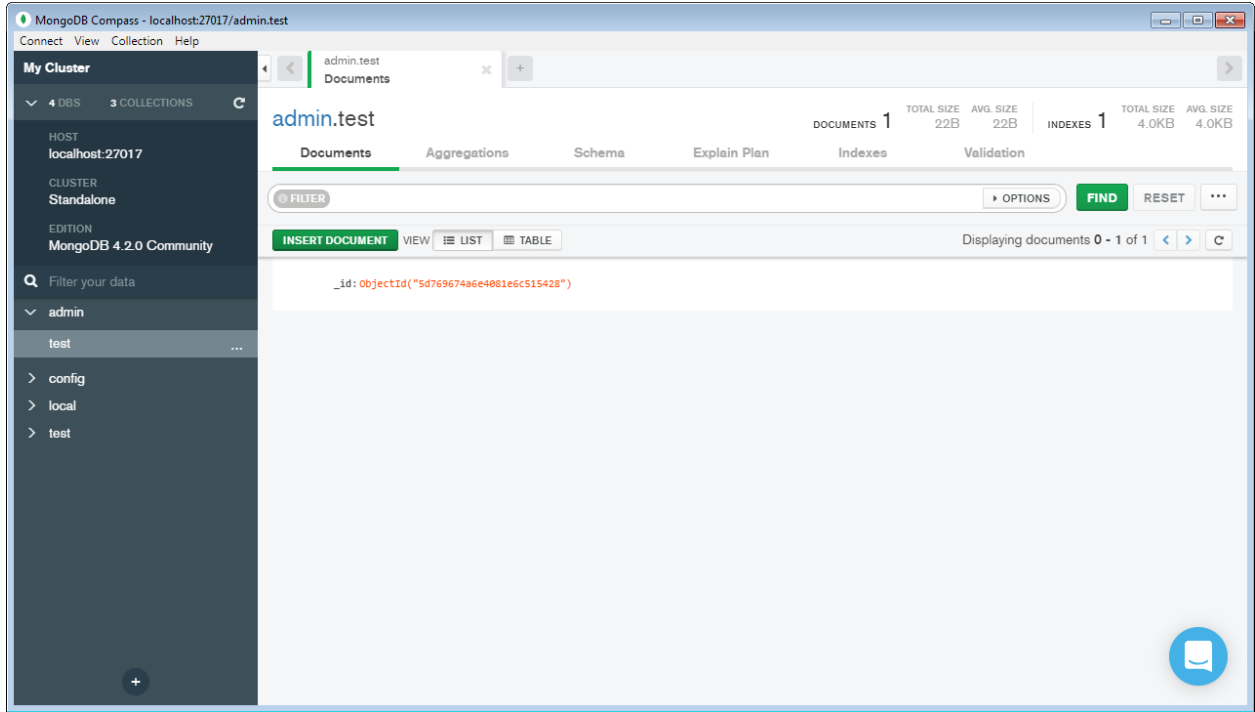 MongoDB Compass - localhost:27017/admin.test
Connect View Collection Help
My Cluster
4 DBS 3 COLLECTIONS
HOST
localhost:27017
CLUSTER
Standalone
EDITION
MongoDB 4.2.0 Community
Filter your data
admin
test ...
config
local
test
+
admin.test
Documents
+
admin.test
DOCUMENTS 1 TOTAL SIZE 22B AVG. SIZE 22B INDEXES 1 TOTAL SIZE 4.0KB AVG. SIZE 4.0KB
Documents Aggregations Schema Explain Plan Indexes Validation
FILTER OPTIONS FIND RESET ...
INSERT DOCUMENT VIEW LIST TABLE Displaying documents 0 - 1 of 1 < >
_id:ObjectId("5d769674a6e4081e6c515428")